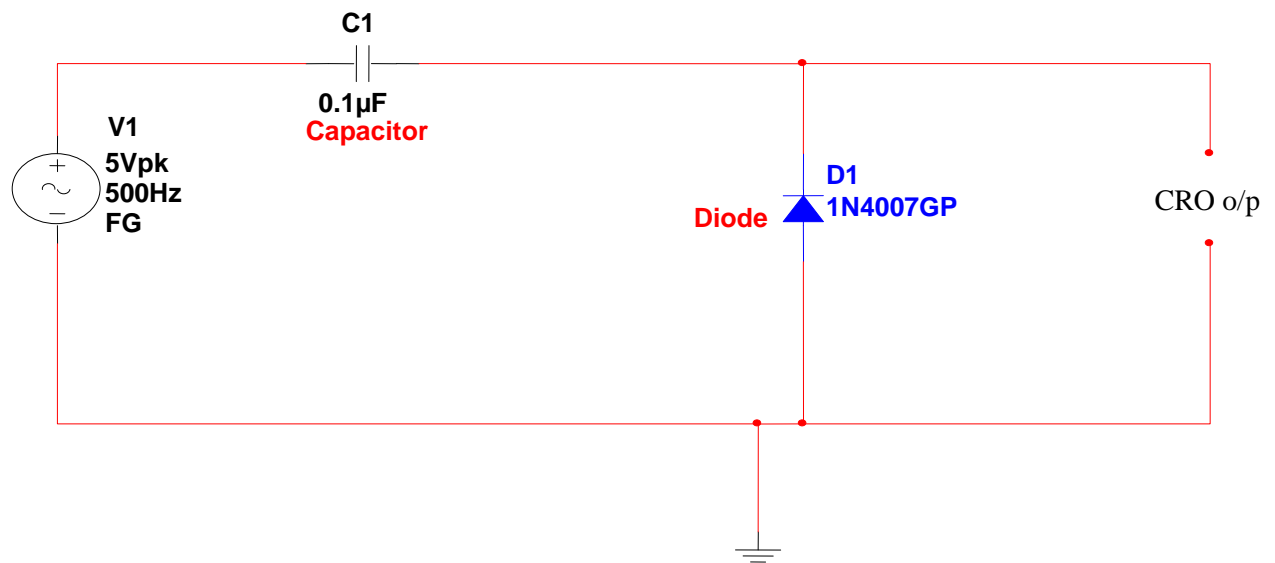 C1
0.1µF
Capacitor
V1
5Vpk
500Hz
FG
D1
1N4007GP
Diode
CRO o/p